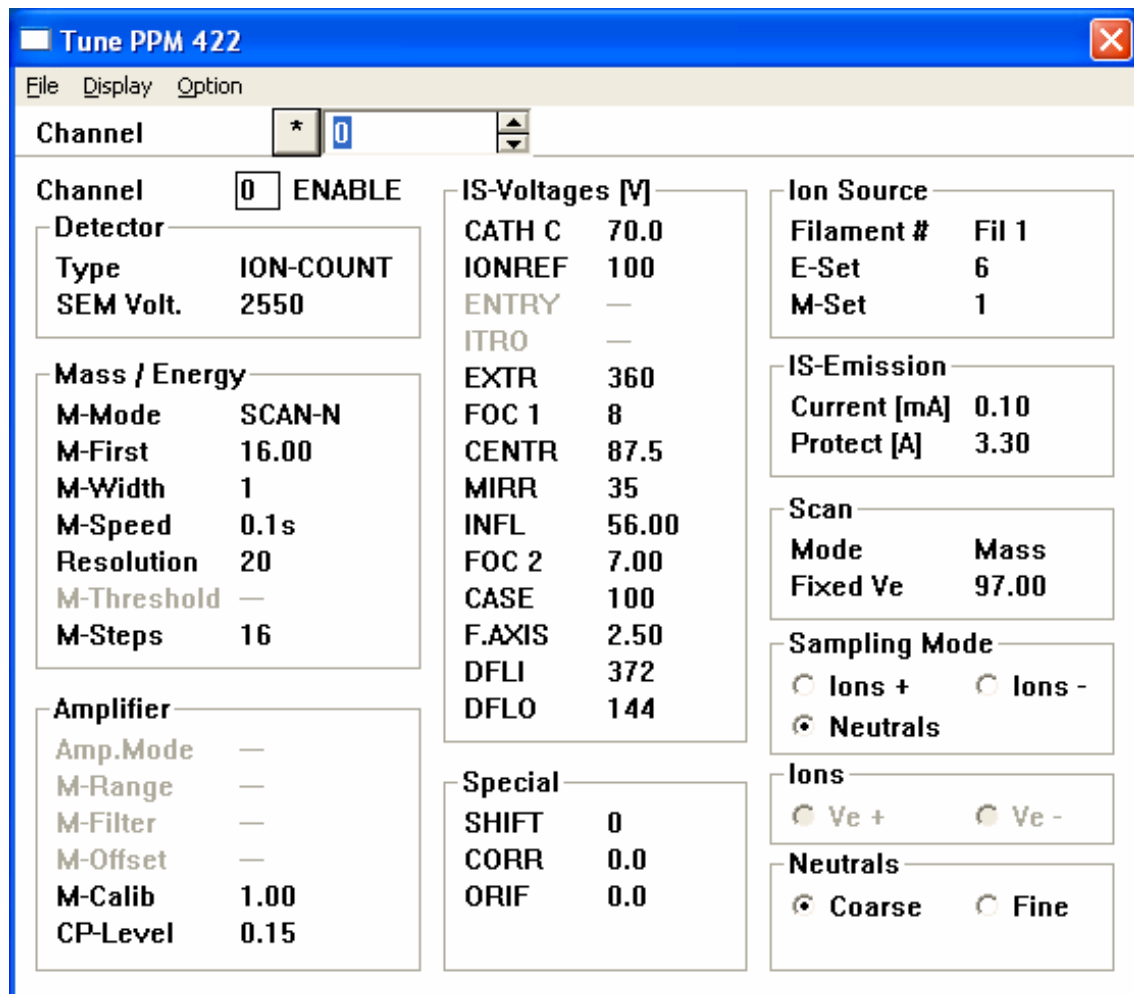 Tune PPM 422
File Display Option
Channel * 0
Channel 0 ENABLE
Detector
Type ION-COUNT
SEM Volt. 2550
Mass / Energy
M-Mode SCAN-N
M-First 16.00
M-Width 1
M-Speed 0.1s
Resolution 20
M-Threshold —
M-Steps 16
Amplifier
Amp.Mode —
M-Range —
M-Filter —
M-Offset —
M-Calib 1.00
CP-Level 0.15
IS-Voltages [V]
CATH C 70.0
IONREF 100
ENTRY —
ITRO —
EXTR 360
FOC 1 8
CENTR 87.5
MIRR 35
INFL 56.00
FOC 2 7.00
CASE 100
F.AXIS 2.50
DFLI 372
DFLO 144
Special
SHIFT 0
CORR 0.0
ORIF 0.0
Ion Source
Filament # Fil 1
E-Set 6
M-Set 1
IS-Emission
Current [mA] 0.10
Protect [A] 3.30
Scan
Mode Mass
Fixed Ve 97.00
Sampling Mode
Ions + Ions -
Neutrals
Ions
Ve + Ve -
Neutrals
Coarse Fine